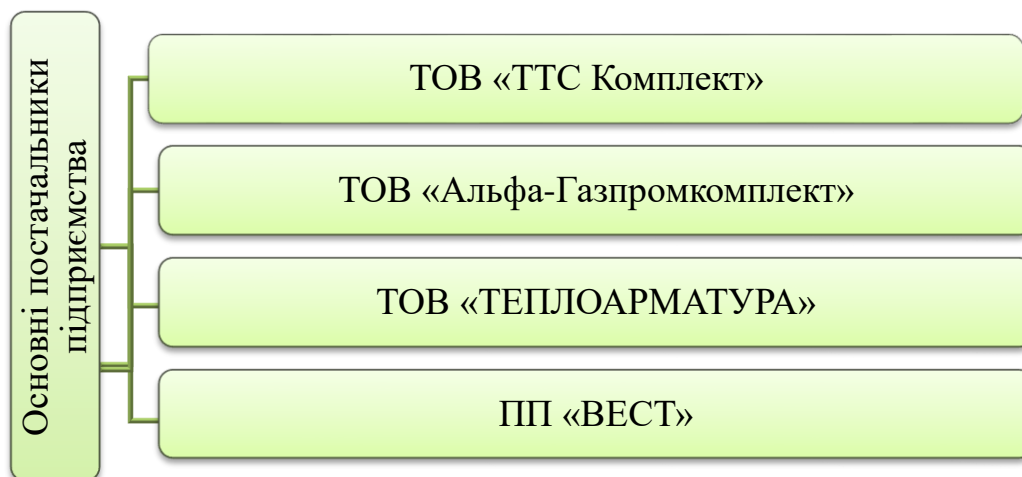 Основні постачальники
підприємства
ТОВ «ТТС Комплект»
ТОВ «Альфа-Газпромкомплект»
ТОВ «ТЕПЛОАРМАТУРА»
ПП «ВЕСТ»